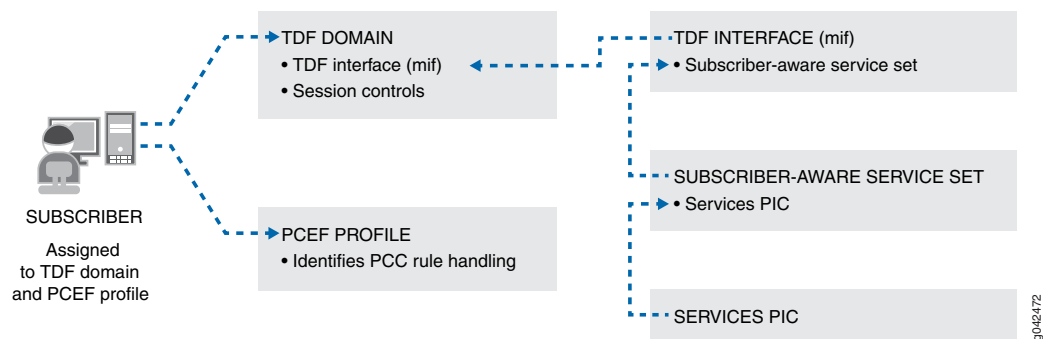 TDF DOMAIN
• TDF interface (mif)
• Session controls
SUBSCRIBER
Assigned
to TDF domain
and PCEF profile
PCEF PROFILE
• Identifies PCC rule handling
TDF INTERFACE (mif)
• Subscriber-aware service set
SUBSCRIBER-AWARE SERVICE SET
• Services PIC
SERVICES PIC
g042472